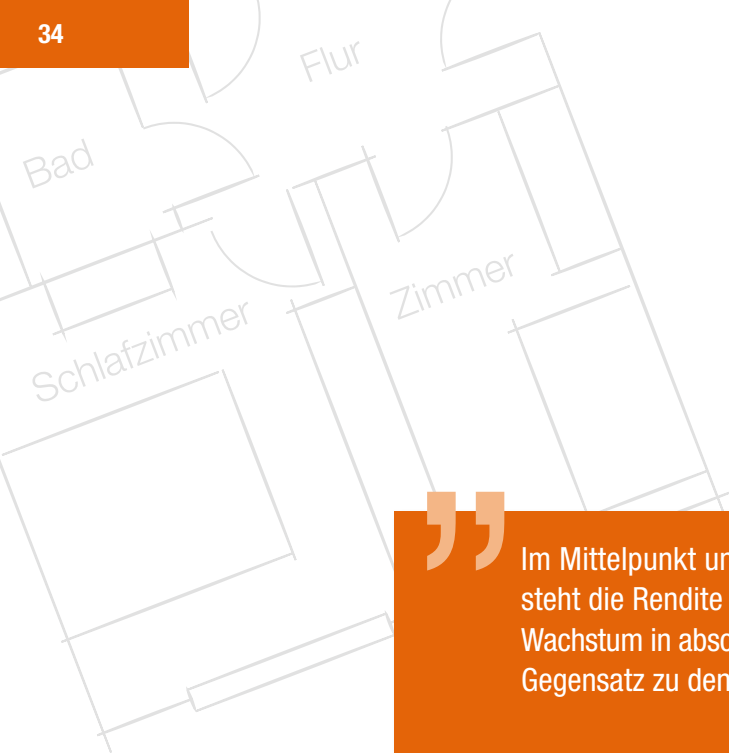 34
Flur
Bad
Zimmer
Schlafzimmer
”
Im Mittelpunkt
steht die Rendite
Wachstum in
Gegensatz zu